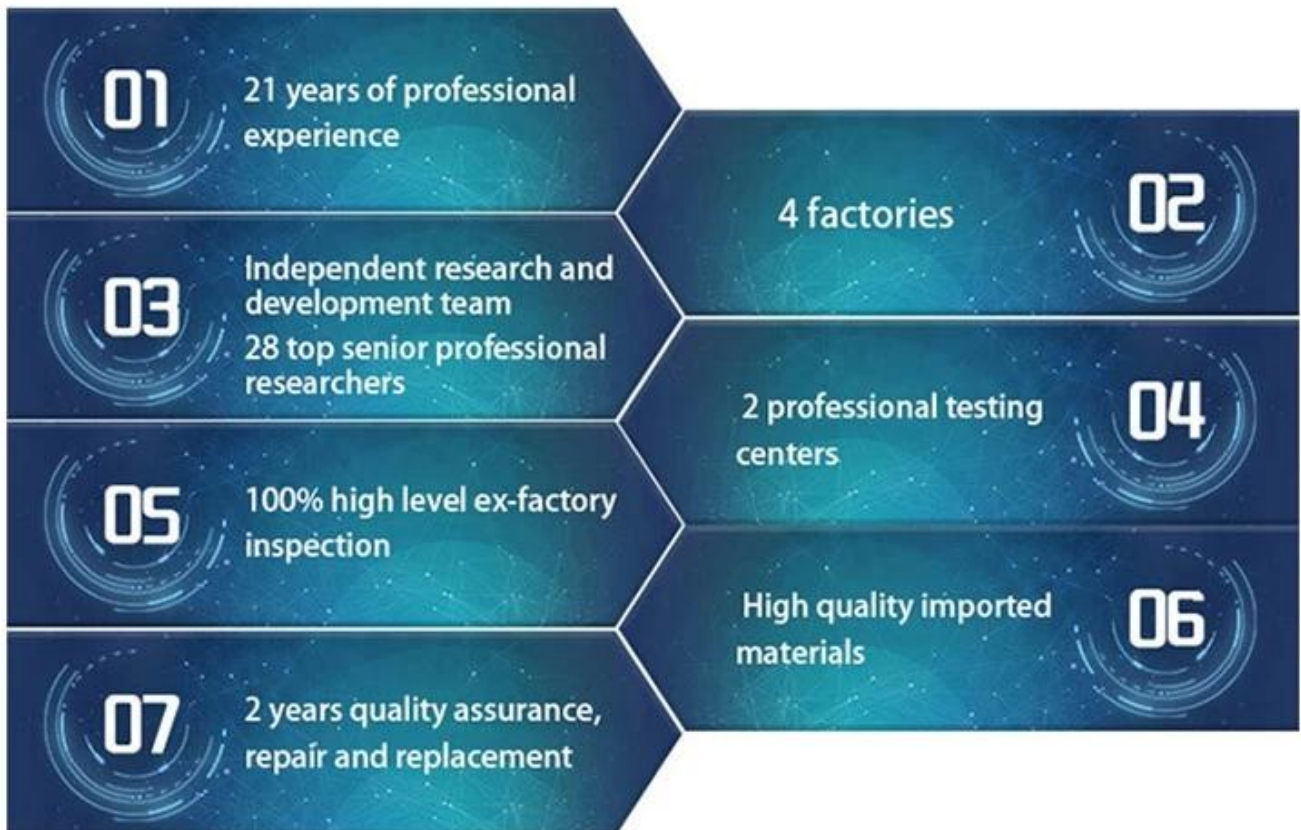 01
21 years of professional
experience
02
4 factories
03
Independent research and
development team
28 top senior professional
researchers
04
2 professional testing
centers
05
100% high level ex-factory
inspection
06
High quality imported
materials
07
2 years quality assurance,
repair and replacement